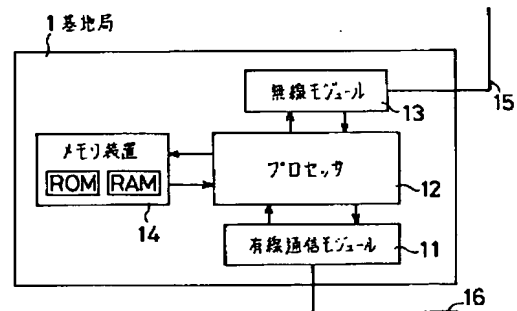 1 基地局
無線モジュール
13
15
メモリ装置
ROM RAM
14
プロセッサ
12
有線通信モジュール
11
16